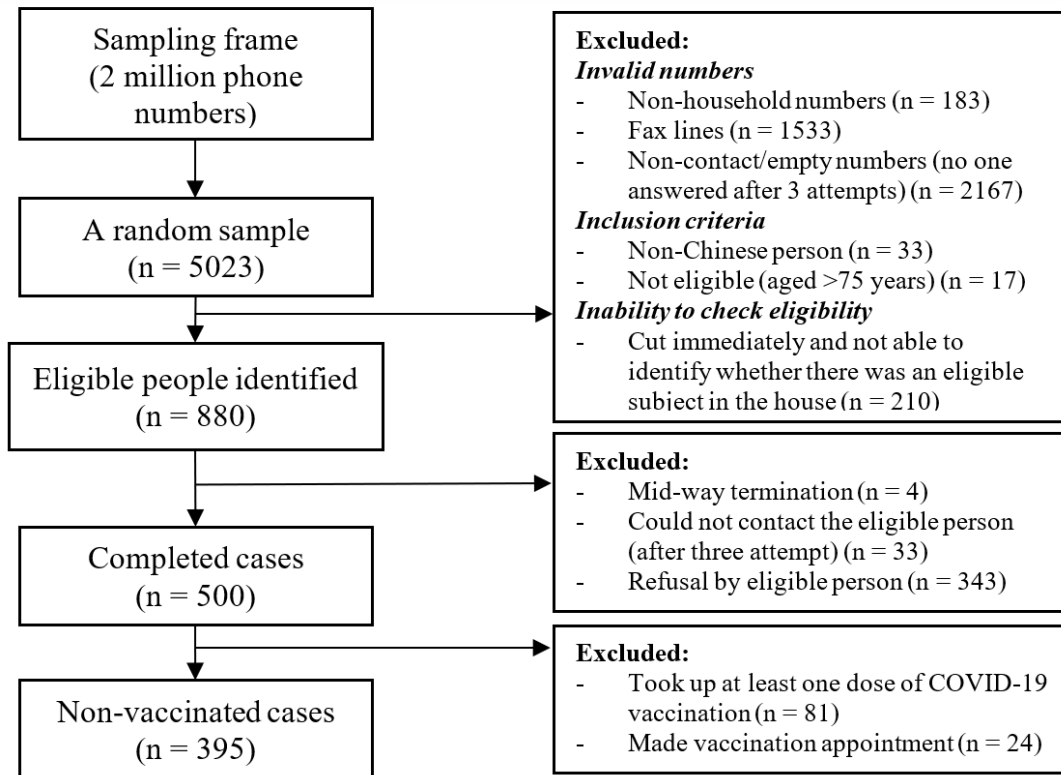 Sampling frame
(2 million phone
numbers)
A random sample
(n = 5023)
Eligible people identified
(n = 880)
Completed cases
(n = 500)
Non-vaccinated cases
(n = 395)
Excluded:
Invalid numbers
- Non-household numbers (n = 183)
- Fax lines (n = 1533)
- Non-contact/empty numbers (no one
answered after 3 attempts) (n = 2167)
Inclusion criteria
- Non-Chinese person (n = 33)
- Not eligible (aged >75 years) (n = 17)
Inability to check eligibility
- Cut immediately and not able to
identify whether there was an eligible
subject in the house (n = 210)
Excluded:
- Mid-way termination (n = 4)
- Could not contact the eligible person
(after three attempt) (n = 33)
- Refusal by eligible person (n = 343)
Excluded:
- Took up at least one dose of COVID-19
vaccination (n = 81)
- Made vaccination appointment (n = 24)